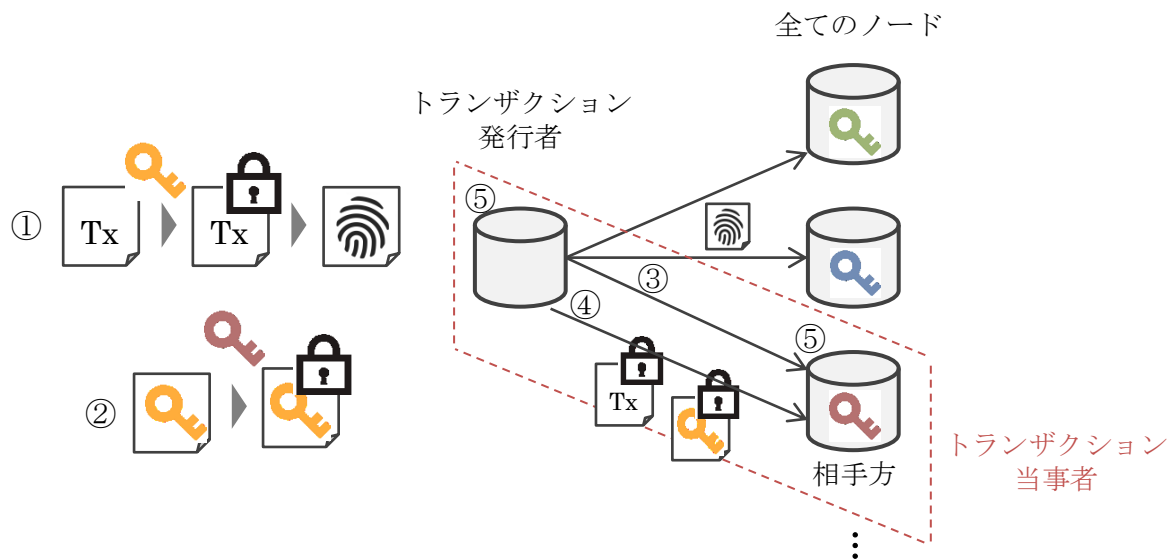 全てのノード
トランザクション
発行者
①
Tx
Tx
⑤
③
④
⑤
②
Tx
相手方
トランザクション
当事者